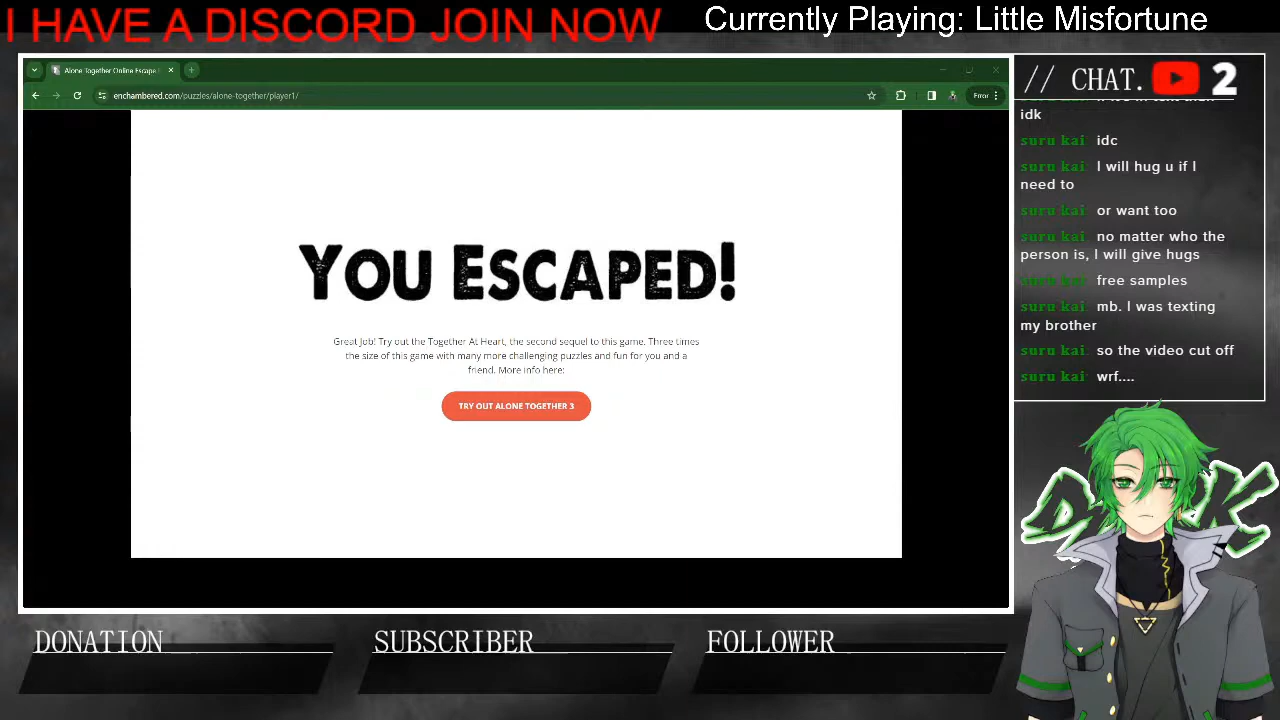 I HAVE A DISCORD JOIN NOW
Currently Playing: Little Misfortune
Alone Together Online Escape
enchambered.com/puzzles/alone-together/player1/
Error
You Escaped!
Great Job! Try out the Together At Heart, the second sequel to this game. Three times
the size of this game with many more challenging puzzles and fun for you and a
friend. More info here:
TRY OUT ALONE TOGETHER 3
// CHAT. 2
idk
suru kai: idc
suru kai: I will hug u if I
need to
suru kai: or want too
suru kai: no matter who the
person is, I will give hugs
suru kai: free samples
suru kai: mb. I was texting
my brother
suru kai: so the video cut off
suru kai: wrf....
DONATION
SUBSCRIBER
FOLLOWER